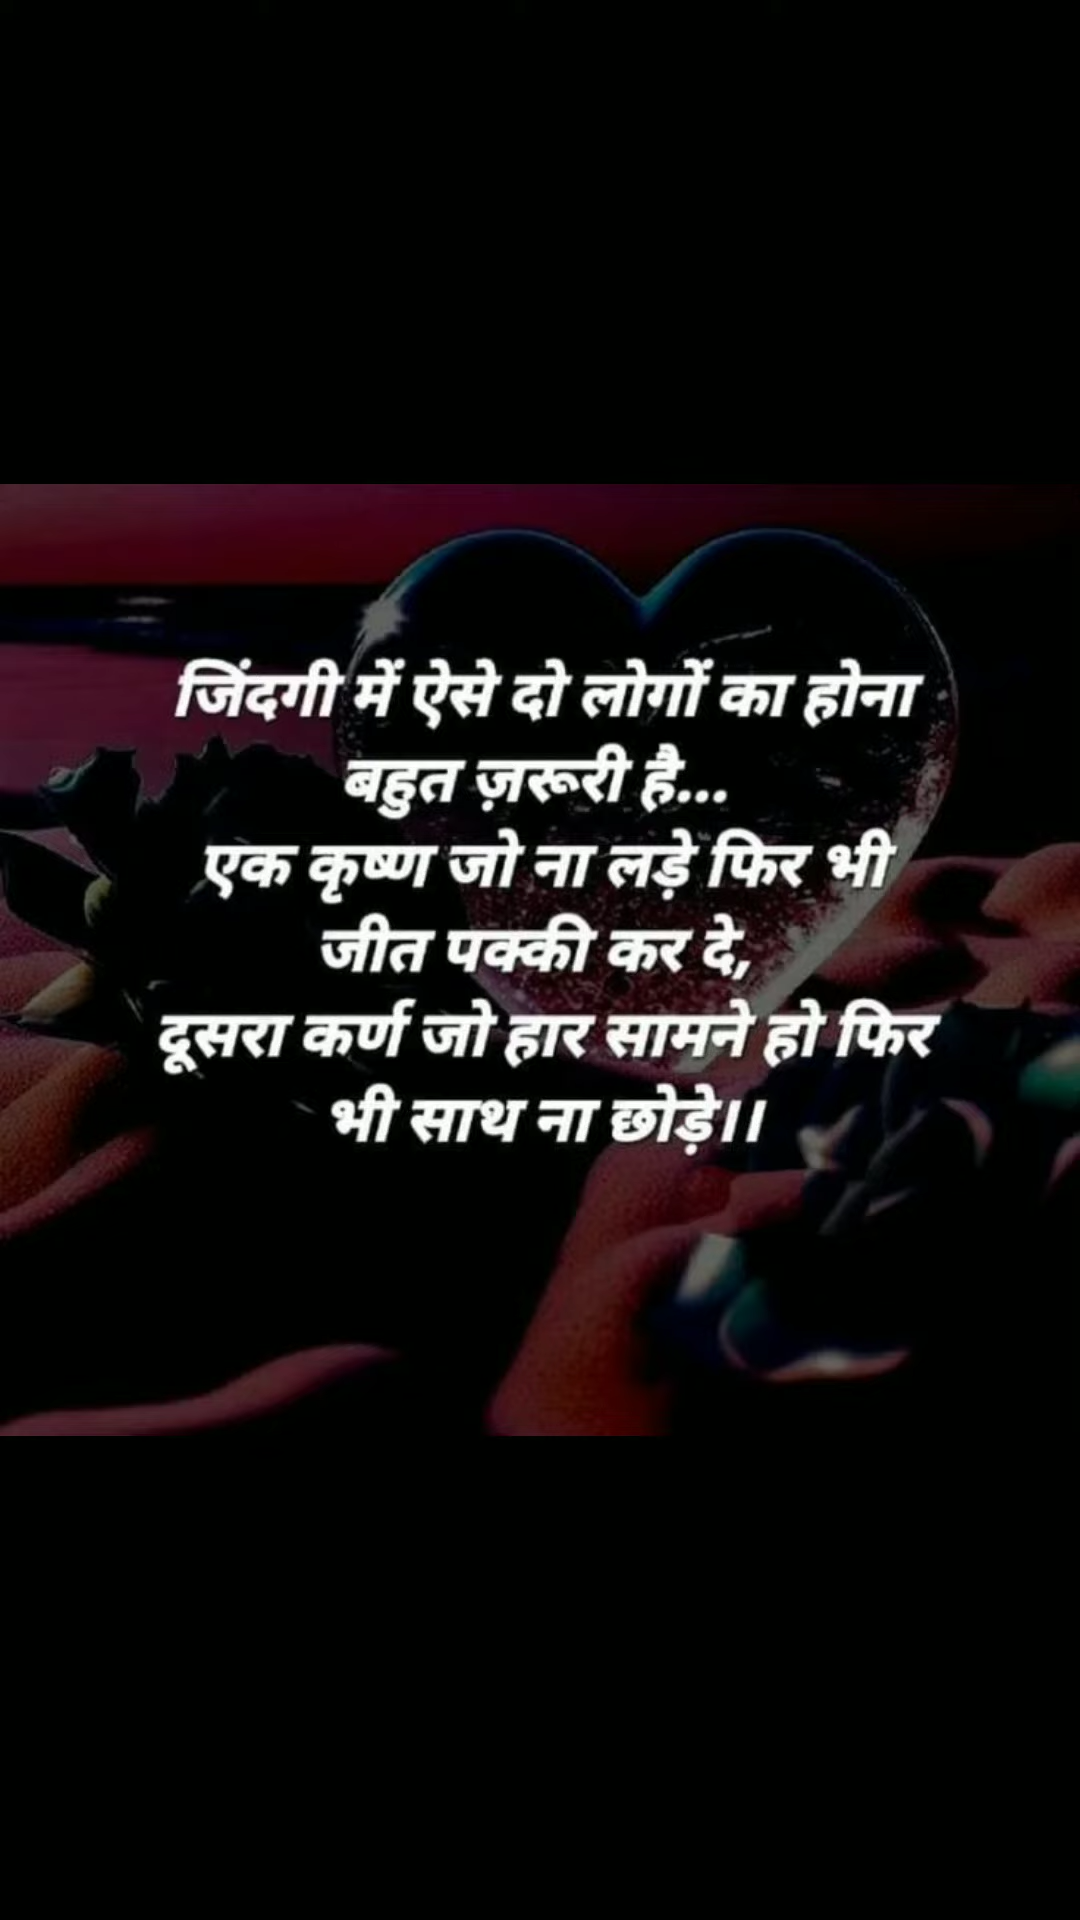 जिंदगी में ऐसे दो लोगों का होना
बहुत ज़रूरी है...
एक कृष्ण जो ना लड़े फिर भी
जीत पक्की कर दे,
दूसरा कर्ण जो हार सामने हो फिर
भी साथ ना छोड़े।।